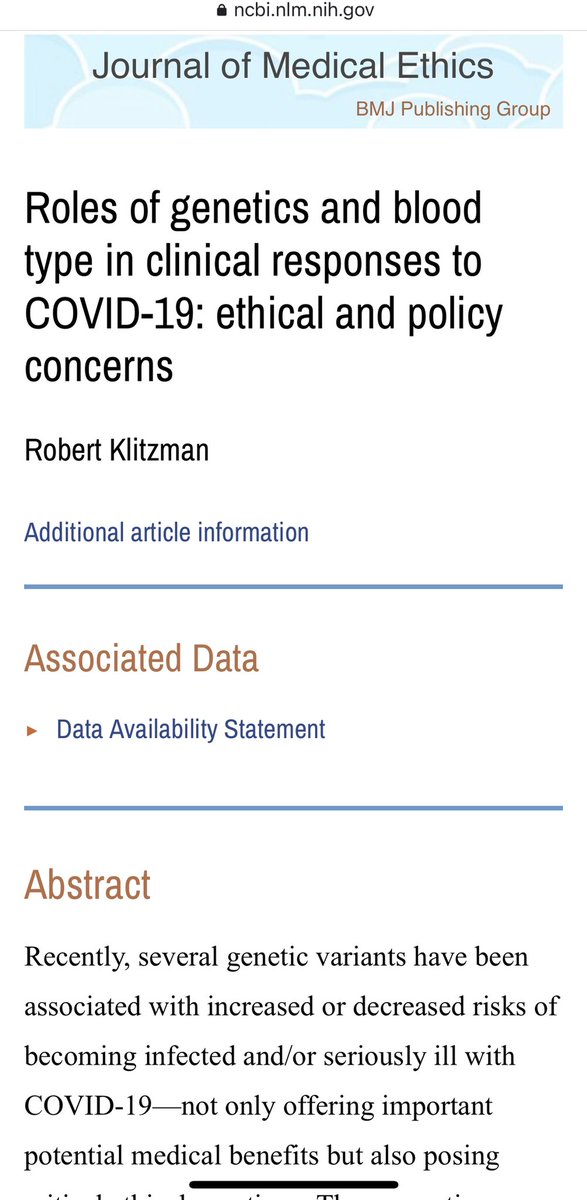 ncbi.nlm.nih.gov
Journal of Medical Ethics
BMJ Publishing Group
Roles of genetics and blood
type in clinical responses to
COVID-19: ethical and policy
concerns
Robert Klitzman
Additional article information
Associated Data
Data Availability Statement
Abstract
Recently, several genetic variants have been
associated with increased or decreased risks of
becoming infected and/or seriously ill with
COVID-19—not only offering important
potential medical benefits but also posing